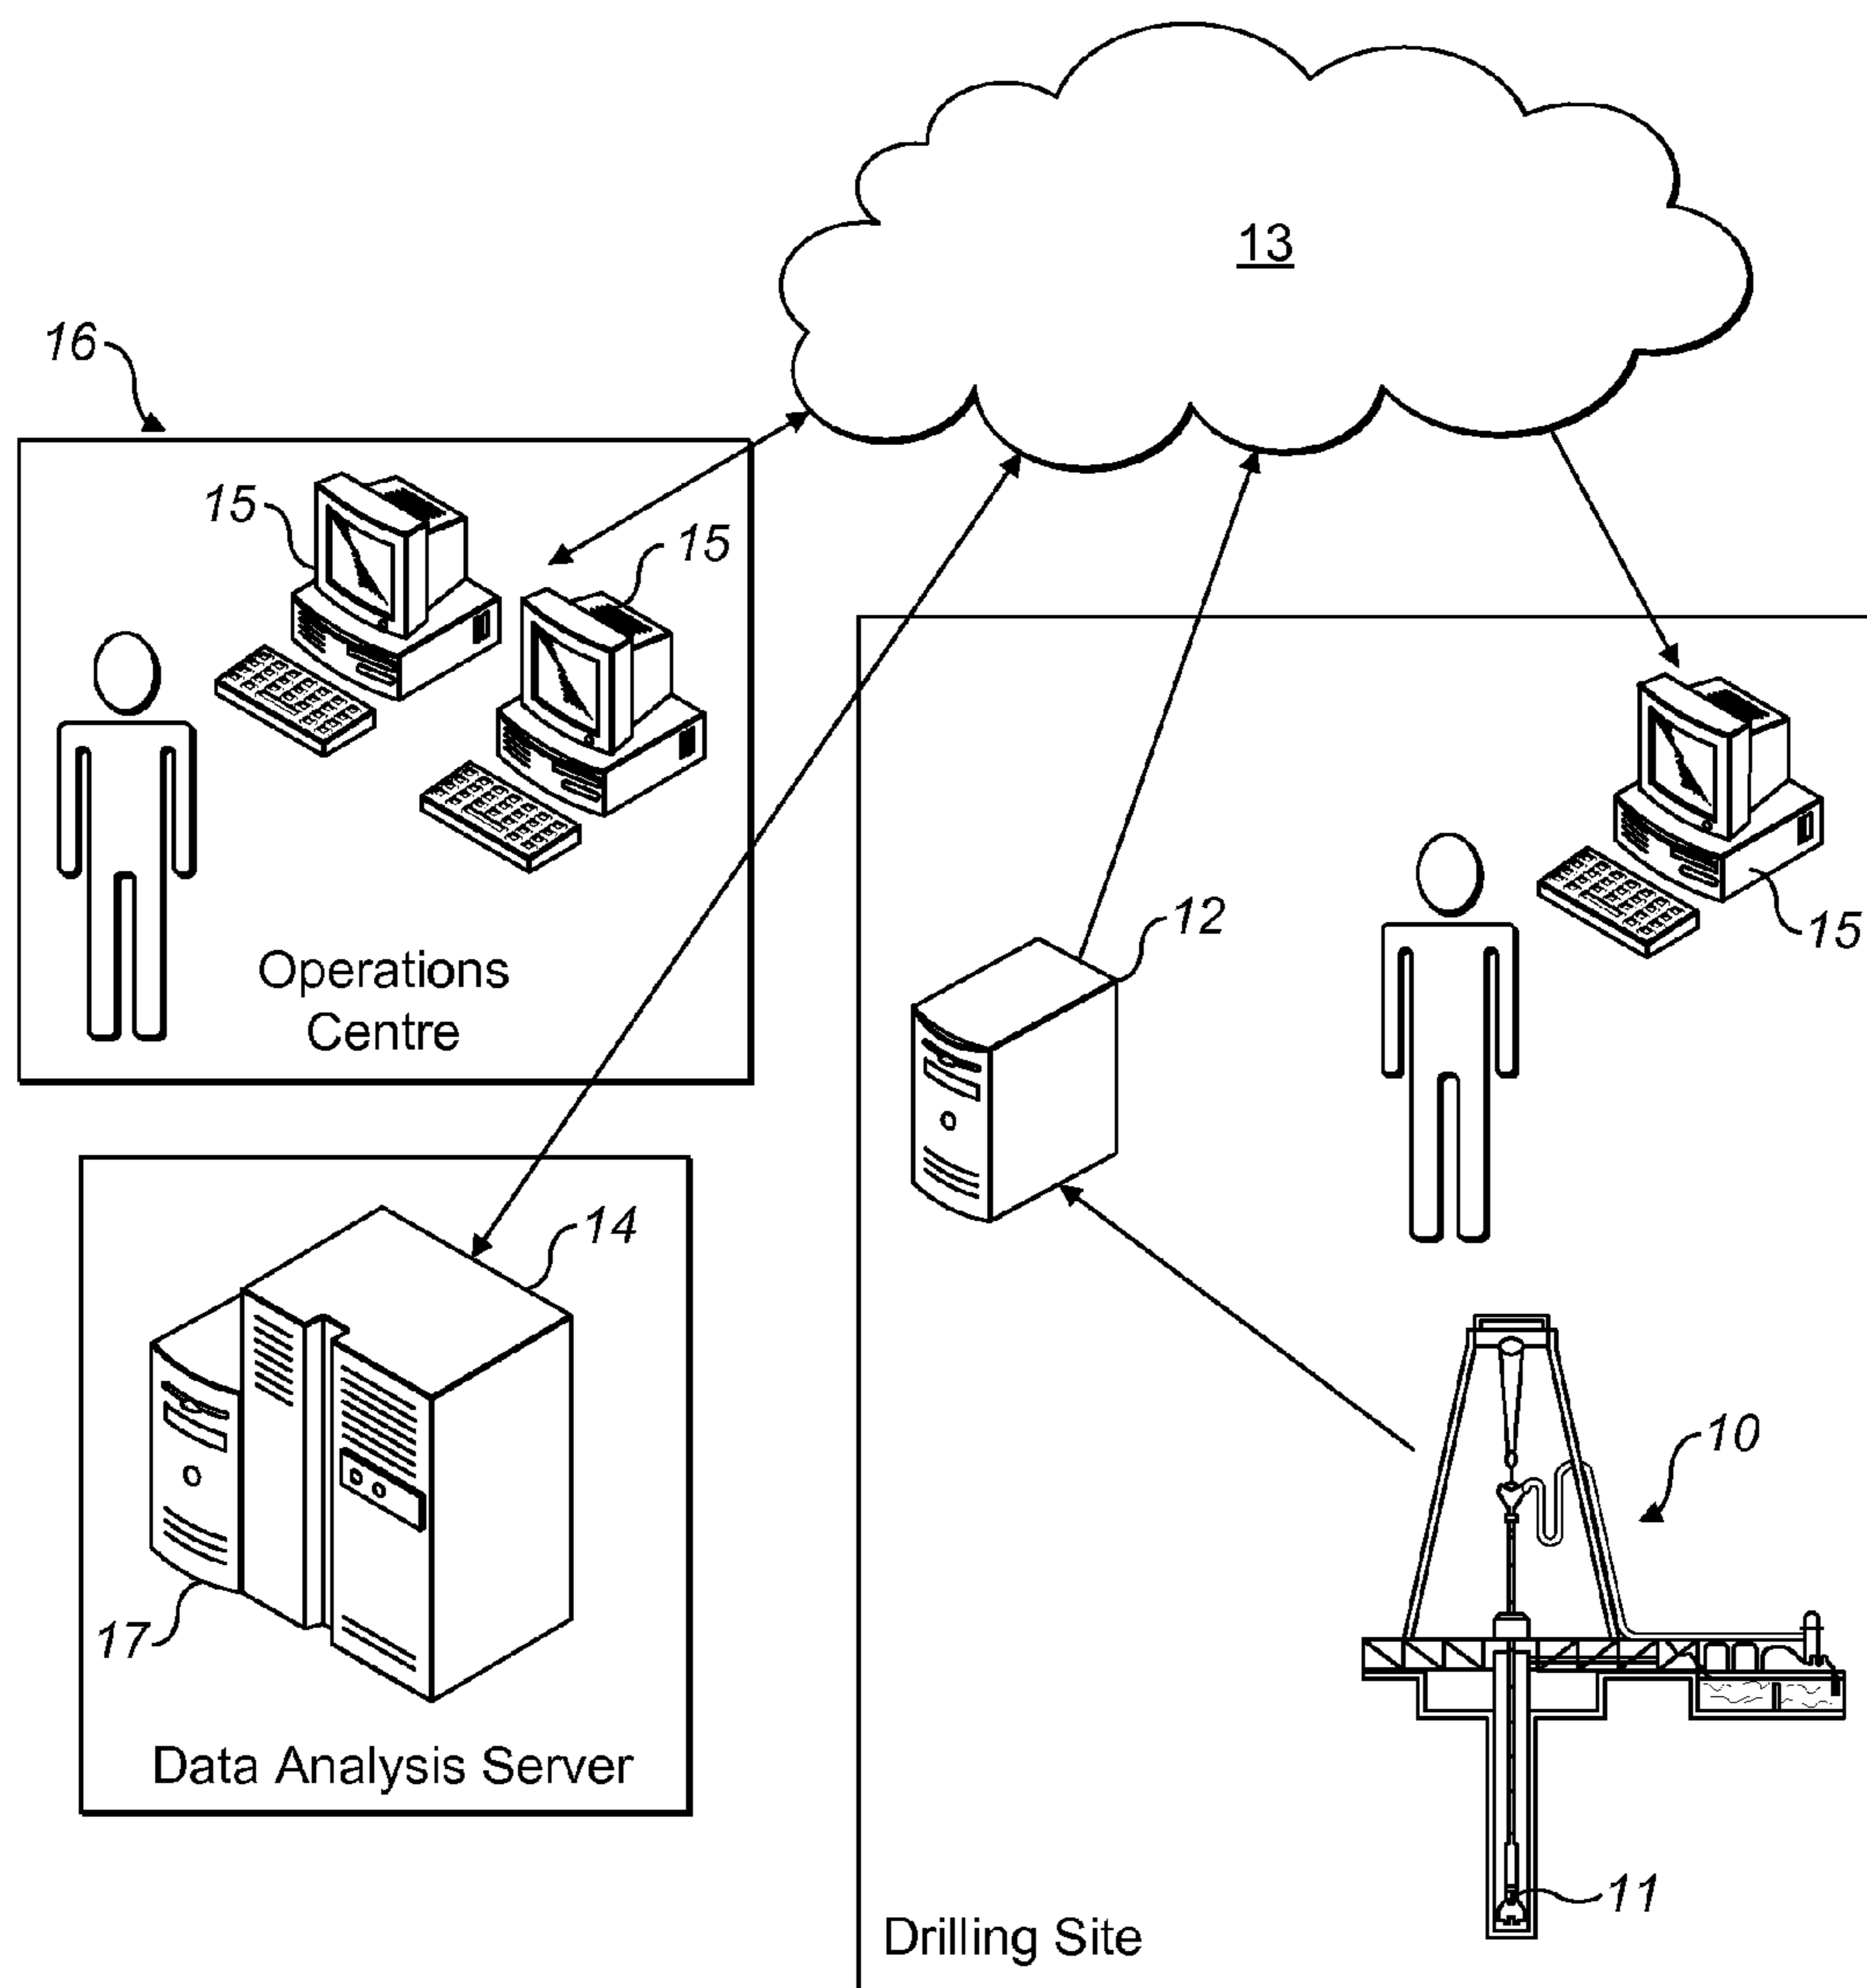 13
16
15
15
Operations
Centre
12
15
14
17
Data Analysis Server
10
11
Drilling Site